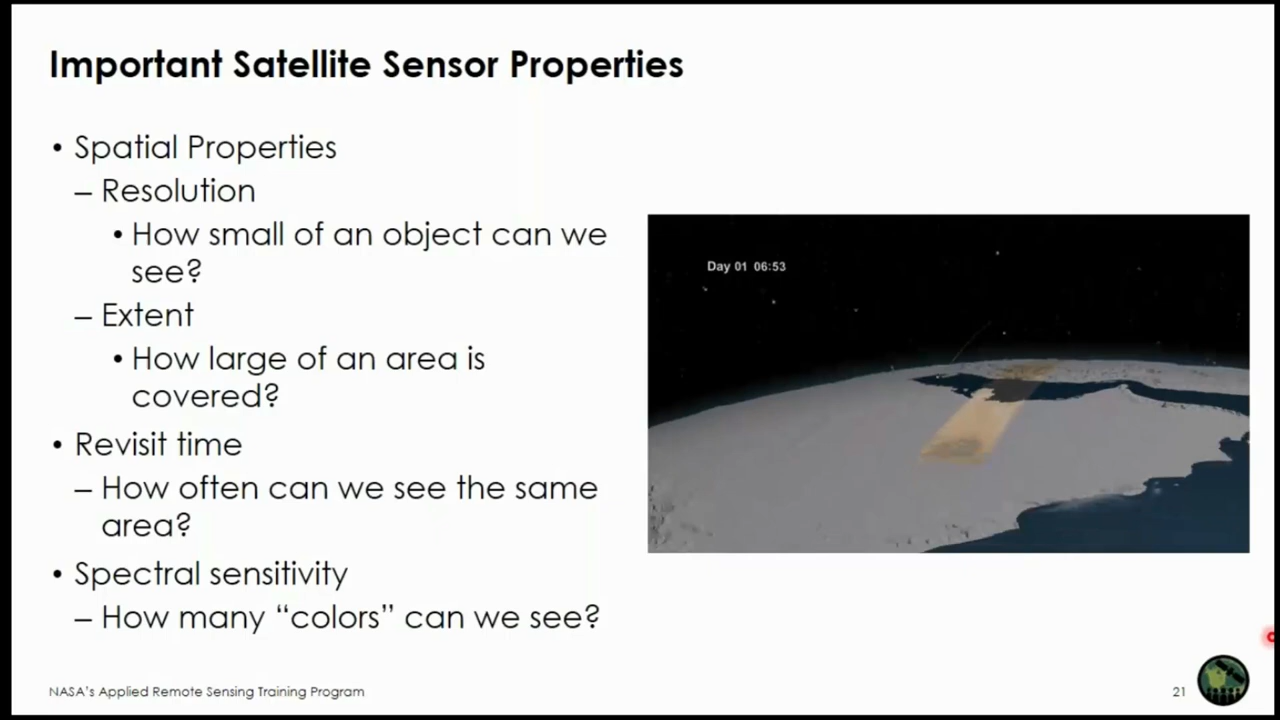 Important Satellite Sensor Properties
• Spatial Properties
– Resolution
• How small of an object can we
see?
– Extent
• How large of an area is
covered?
• Revisit time
– How often can we see the same
area?
• Spectral sensitivity
– How many “colors” can we see?
Day 01 06:53
NASA's Applied Remote Sensing Training Program
21